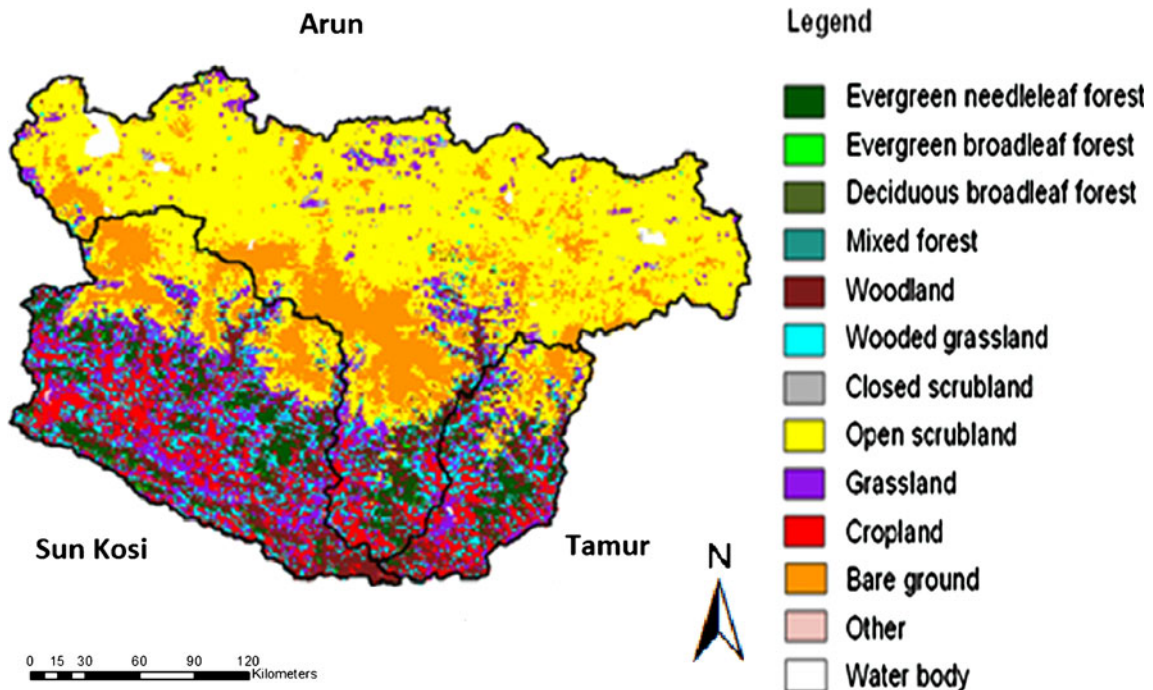 Arun
Legend
Evergreen needleleaf forest
Evergreen broadleaf forest
Deciduous broadleaf forest
Mixed forest
Woodland
Wooded grassland
Closed scrubland
Open scrubland
Grassland
Cropland
Bare ground
Other
Water body
Sun Kosi
Tamur
N
0 15 30 60 90 120
Kilometers